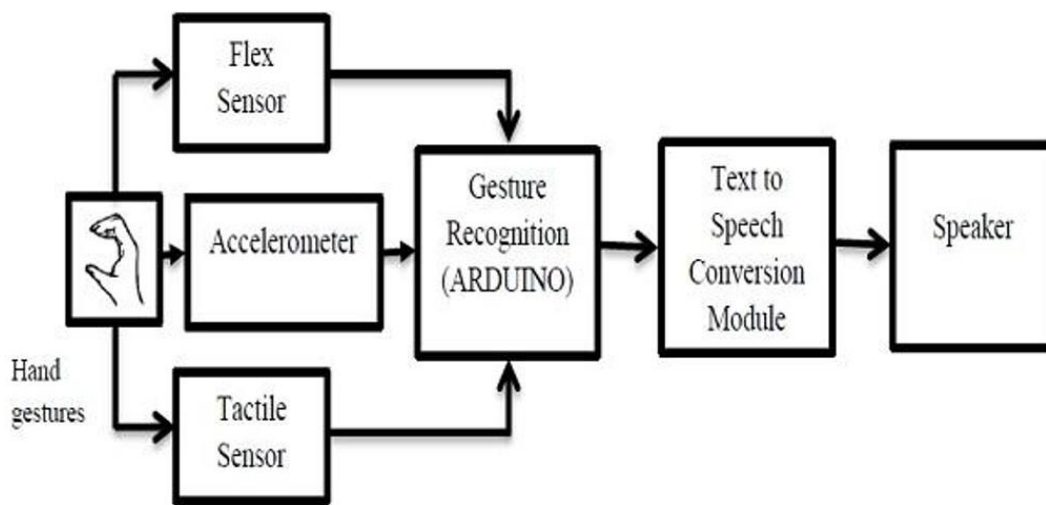 Flex
Sensor
Accelerometer
Hand
gestures
Tactile
Sensor
Gesture
Recognition
(ARDUINO)
Text to
Speech
Conversion
Module
Speaker